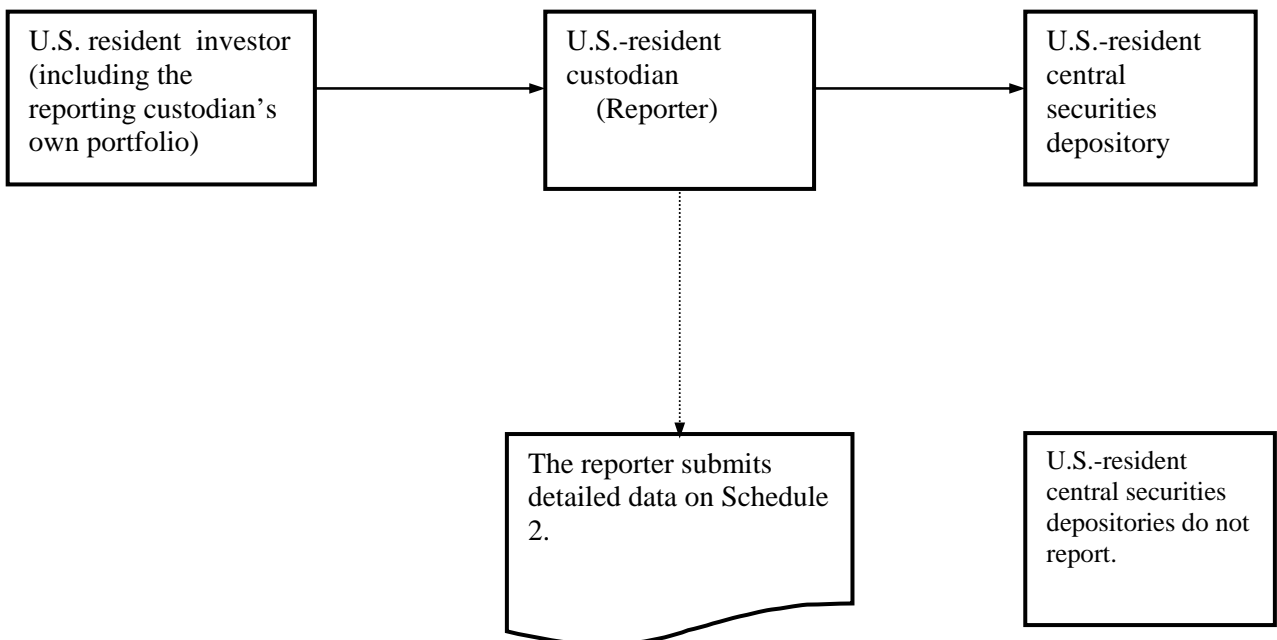 U.S. resident  investor
(including the
reporting custodian’s
own portfolio)
U.S.-resident
custodian
(Reporter)
U.S.-resident
central
securities
depository
The reporter submits
detailed data on Schedule
2.
U.S.-resident
central securities
depositories do not
report.